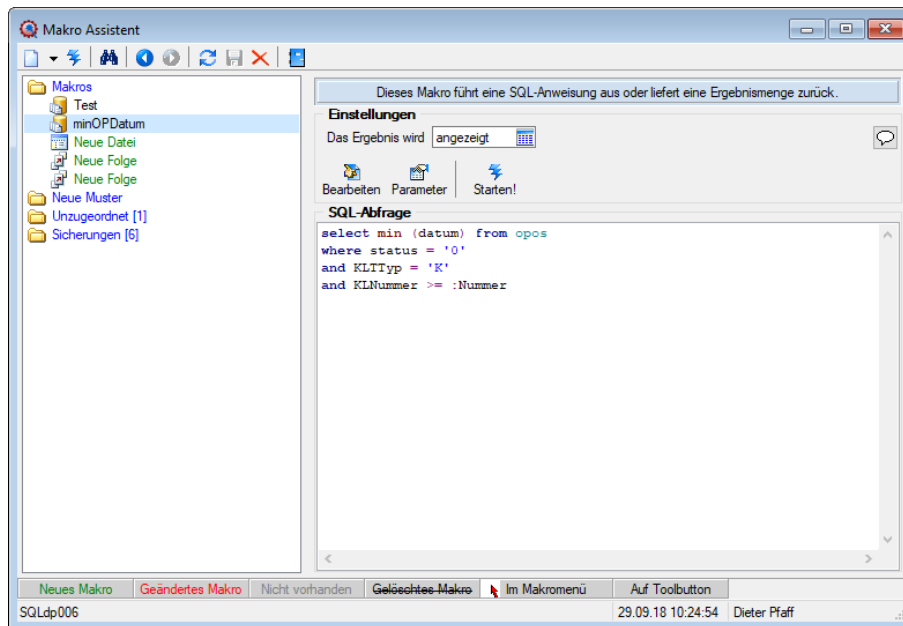 Makro Assistent
Makros
Test
minOPDatum
Neue Datei
Neue Folge
Neue Folge
Neue Muster
Unzugeordnet [1]
Sicherungen [6]
Dieses Makro führt eine SQL-Anweisung aus oder liefert eine Ergebnismenge zurück.
Einstellungen
Das Ergebnis wird angezeigt
Bearbeiten Parameter Starten!
SQL-Abfrage
select min (datum) from opos
where status = '0'
and KLTTyp = 'K'
and KLNummer >= :Nummer
Neues Makro Geändertes Makro Nicht vorhanden Gelöschtes Makro Im Makromenü Auf Toolbutton
SQLdp006 29.09.18 10:24:54 Dieter Pfaff